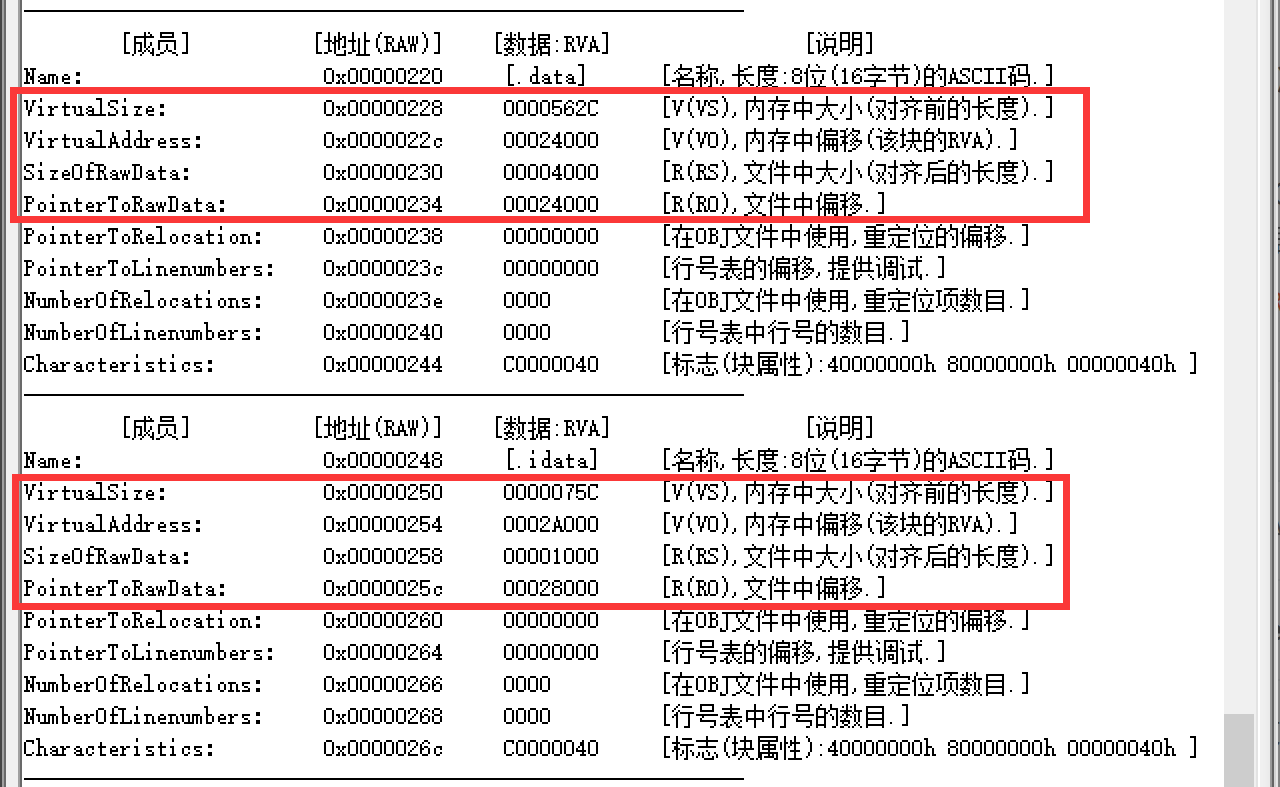 [成员] [地址(RAW)] [数据:RVA] [说明]
Name: 0x00000220 [.data] [名称,长度:8位(16字节)的ASCII码.]
VirtualSize: 0x00000228 0000562C [V(VS),内存中大小(对齐前的长度).]
VirtualAddress: 0x0000022c 00024000 [V(VO),内存中偏移(该块的RVA).]
SizeOfRawData: 0x00000230 00004000 [R(RS),文件中大小(对齐后的长度).]
PointerToRawData: 0x00000234 00024000 [R(RO),文件中偏移.]
PointerToRelocation: 0x00000238 00000000 [在OBJ文件中使用,重定位的偏移.]
PointerToLinenumbers: 0x0000023c 00000000 [行号表的偏移,提供调试.]
NumberOfRelocations: 0x0000023e 0000 [在OBJ文件中使用,重定位项数目.]
NumberOfLinenumbers: 0x00000240 0000 [行号表中行号的数目.]
Characteristics: 0x00000244 C0000040 [标志(块属性):40000000h 80000000h 00000040h ]
[成员] [地址(RAW)] [数据:RVA] [说明]
Name: 0x00000248 [.idata] [名称,长度:8位(16字节)的ASCII码.]
VirtualSize: 0x00000250 0000075C [V(VS),内存中大小(对齐前的长度).]
VirtualAddress: 0x00000254 0002A000 [V(VO),内存中偏移(该块的RVA).]
SizeOfRawData: 0x00000258 00001000 [R(RS),文件中大小(对齐后的长度).]
PointerToRawData: 0x0000025c 00028000 [R(RO),文件中偏移.]
PointerToRelocation: 0x00000260 00000000 [在OBJ文件中使用,重定位的偏移.]
PointerToLinenumbers: 0x00000264 00000000 [行号表的偏移,提供调试.]
NumberOfRelocations: 0x00000266 0000 [在OBJ文件中使用,重定位项数目.]
NumberOfLinenumbers: 0x00000268 0000 [行号表中行号的数目.]
Characteristics: 0x0000026c C0000040 [标志(块属性):40000000h 80000000h 00000040h ]